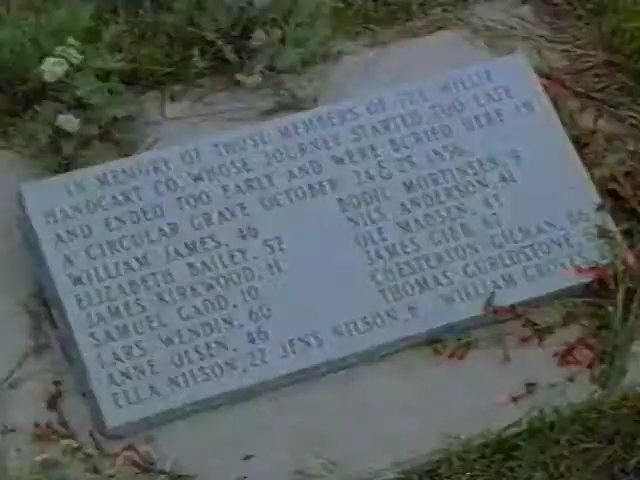 IN MEMORY OF THOSE MEMBERS OF THE WILLIE
HANDCART CO. WHOSE JOURNEY STARTED TOO LATE
AND ENDED TOO EARLY AND WERE BURIED HERE IN
A CIRCULAR GRAVE OCTOBER 24 & 25, 1856.
WILLIAM JAMES, 46 BODIL MORTINSEN, 9
ELIZABETH BAILEY, 52 NILS ANDERSON, 41
JAMES KIRKWOOD, 11 OLE MADSEN, 41
SAMUEL GADD, 10 JAMES GIBB, 67
LARS WENDIN, 60 CHESTERTON GILMAN, 66
ANNE OLSEN, 46 THOMAS GURLDSTONE,
ELLA NILSON, 22 JENS NILSON, WILLIAM